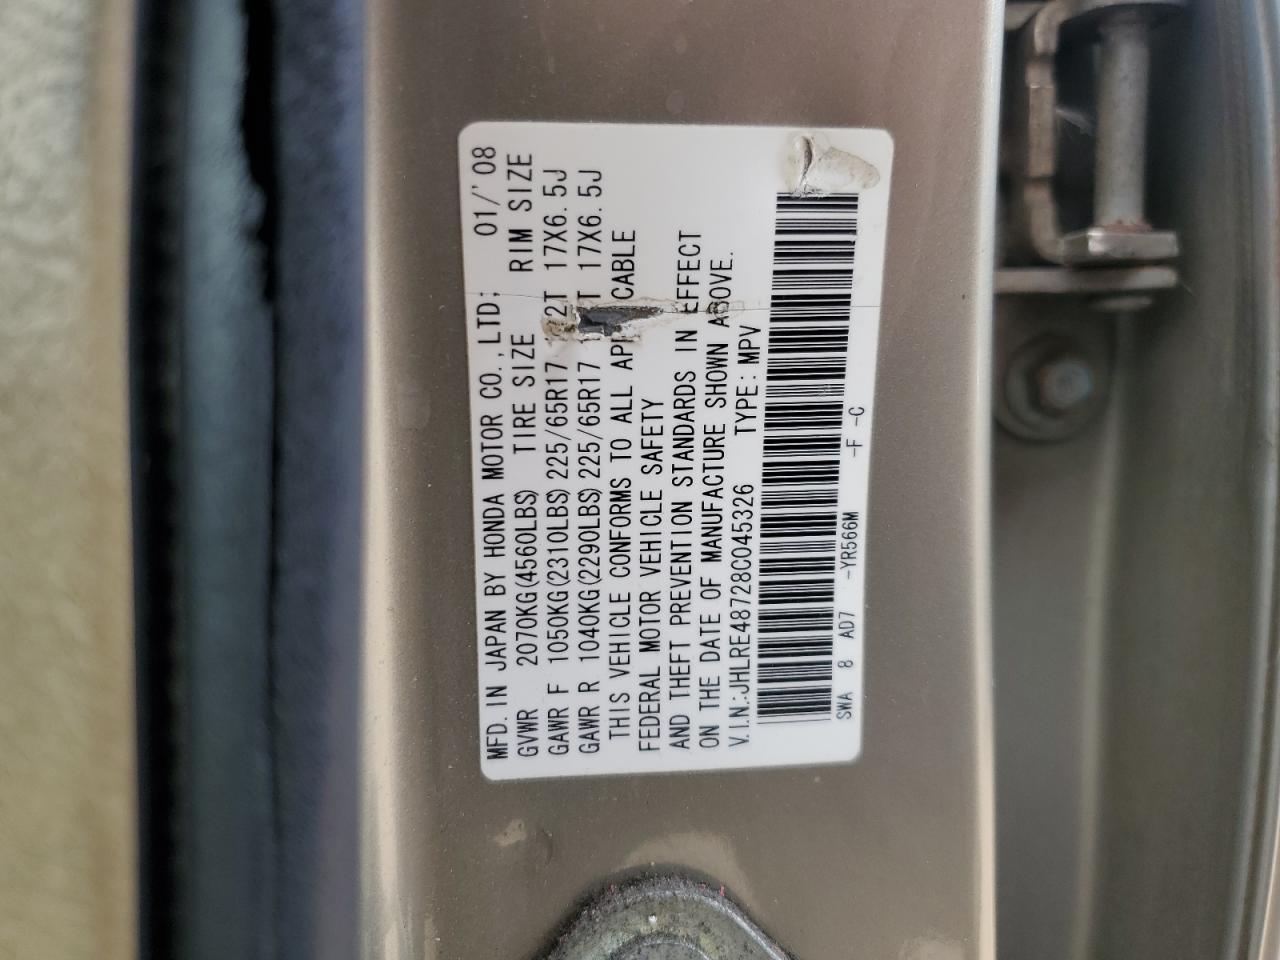 MFD. IN JAPAN BY HONDA MOTOR CO., LTD; 01/'08
GVWR 2070KG(4560LBS) TIRE SIZE RIM SIZE
GAWR F 1050KG(2310LBS) 225/65R17 17X6.5J
GAWR R 1040KG(2290LBS) 225/65R17 17X6.5J
THIS VEHICLE CONFORMS TO ALL
FEDERAL MOTOR VEHICLE SAFETY
AND THEFT PREVENTION STANDARDS IN EFFECT
ON THE DATE OF MANUFACTURE SHOWN ABOVE.
V.I.N.:JHLRE48728C045326 TYPE: MPV
SWA 8 AD7 -YR566M -F -C